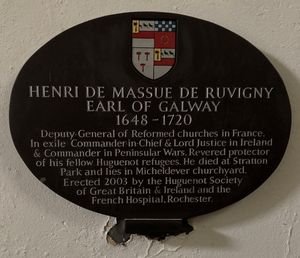 HENRI DE MASSUE DE RUVIGNY
EARL OF GALWAY
1648-1720
Deputy-General of Reformed churches in France.
In exile Commander-in-Chief & Lord Justice in Ireland
& Commander in Peninsular Wars. Revered protector
of his fellow Huguenot refugees. He died at Stratton
Park and lies in Micheldever churchyard.
Erected 2003 by the Huguenot Society
of Great Britain & Ireland and the
French Hospital, Rochester.